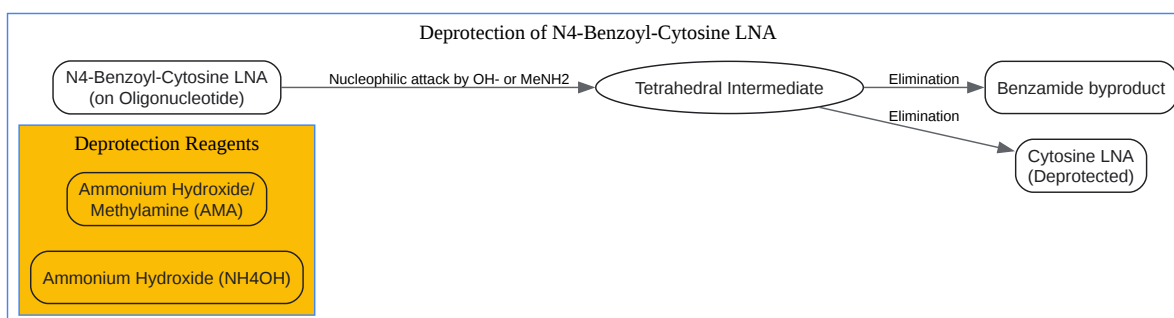 Deprotection of N4-Benzoyl-Cytosine LNA
N4-Benzoyl-Cytosine LNA
(on Oligonucleotide)
Nucleophilic attack by OH- or MeNH2
Tetrahedral Intermediate
Elimination
Benzamide byproduct
Elimination
Cytosine LNA
(Deprotected)
Deprotection Reagents
Ammonium Hydroxide/
Methylamine (AMA)
Ammonium Hydroxide (NH4OH)